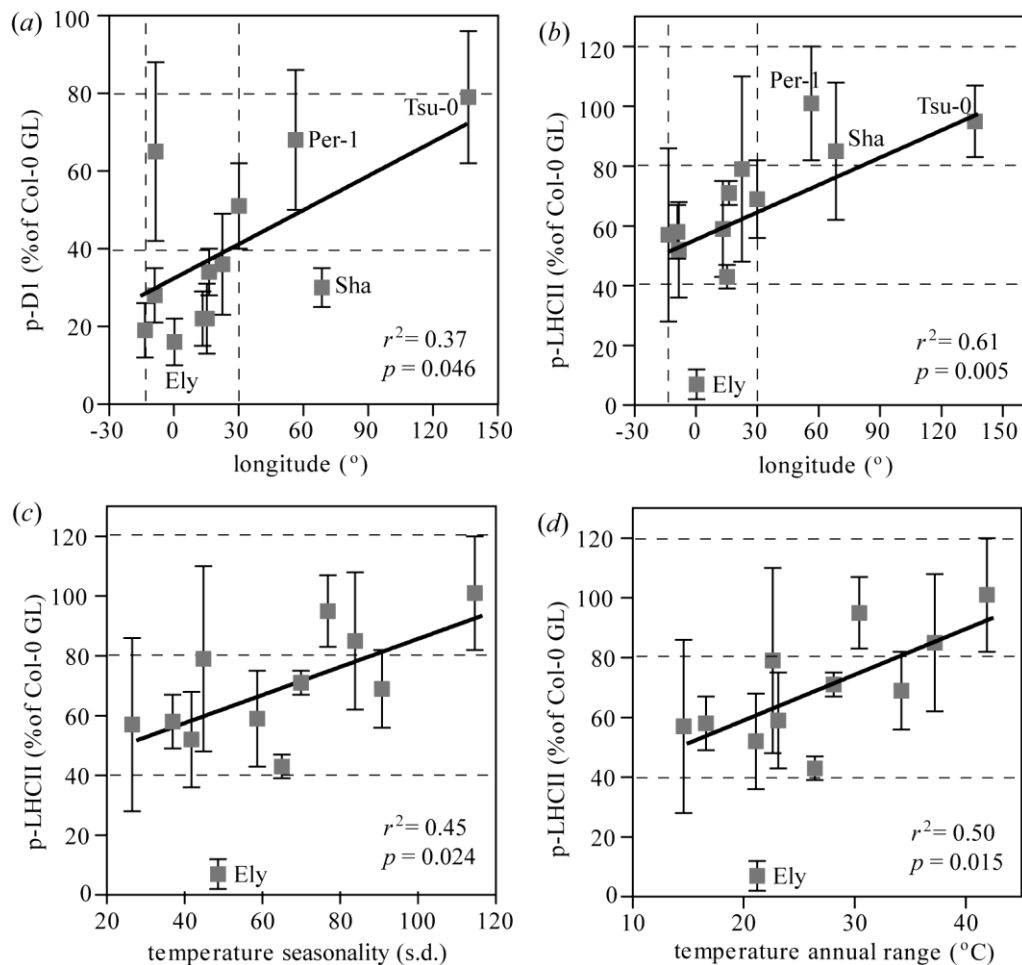 (a)
100
80
60
40
20
0
p-D1 (%of Col-0 GL)
Tsu-0
Per-1
Sha
Ely
r² = 0.37
p = 0.046
-30 0 30 60 90 120 150
longitude (°)
(b)
120
100
80
60
40
20
0
p-LHCII (%of Col-0 GL)
Per-1
Tsu-0
Sha
Ely
r² = 0.61
p = 0.005
-30 0 30 60 90 120 150
longitude (°)
(c)
120
100
80
60
40
20
0
p-LHCII (%of Col-0 GL)
Ely
r² = 0.45
p = 0.024
20 40 60 80 100 120
temperature seasonality (s.d.)
(d)
120
100
80
60
40
20
0
p-LHCII (%of Col-0 GL)
Ely
r² = 0.50
p = 0.015
10 20 30 40
temperature annual range (°C)